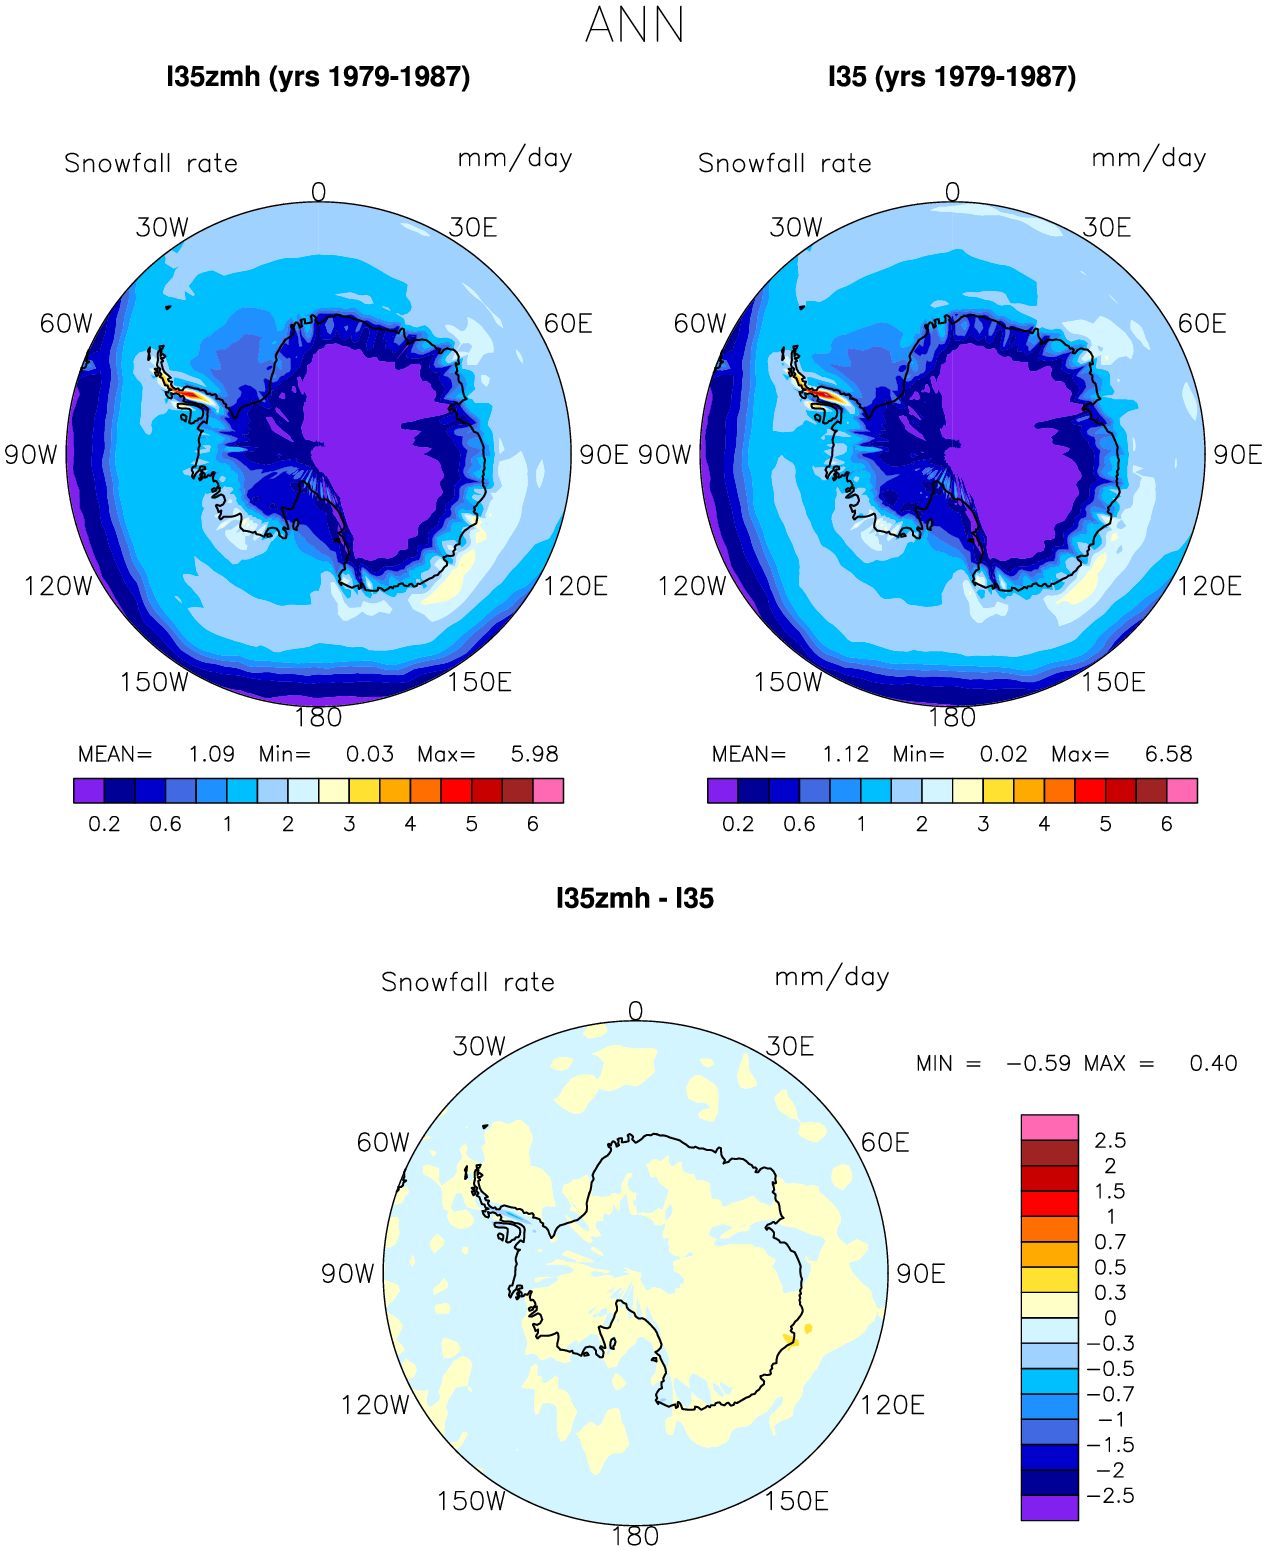 ANN
I35zmh (yrs 1979-1987)
I35 (yrs 1979-1987)
Snowfall rate
mm/day
Snowfall rate
mm/day
0
30W
30E
60W
60E
90W
90E
120W
120E
150W
150E
180
0
30W
30E
60W
60E
90W
90E
120W
120E
150W
150E
180
MEAN= 1.09 Min= 0.03 Max= 5.98
0.2 0.6 1 2 3 4 5 6
MEAN= 1.12 Min= 0.02 Max= 6.58
0.2 0.6 1 2 3 4 5 6
I35zmh - I35
Snowfall rate
mm/day
0
30W
30E
60W
60E
90W
90E
120W
120E
150W
150E
180
MIN = -0.59 MAX = 0.40
2.5
2
1.5
1
0.7
0.5
0.3
0
-0.3
-0.5
-0.7
-1
-1.5
-2
-2.5